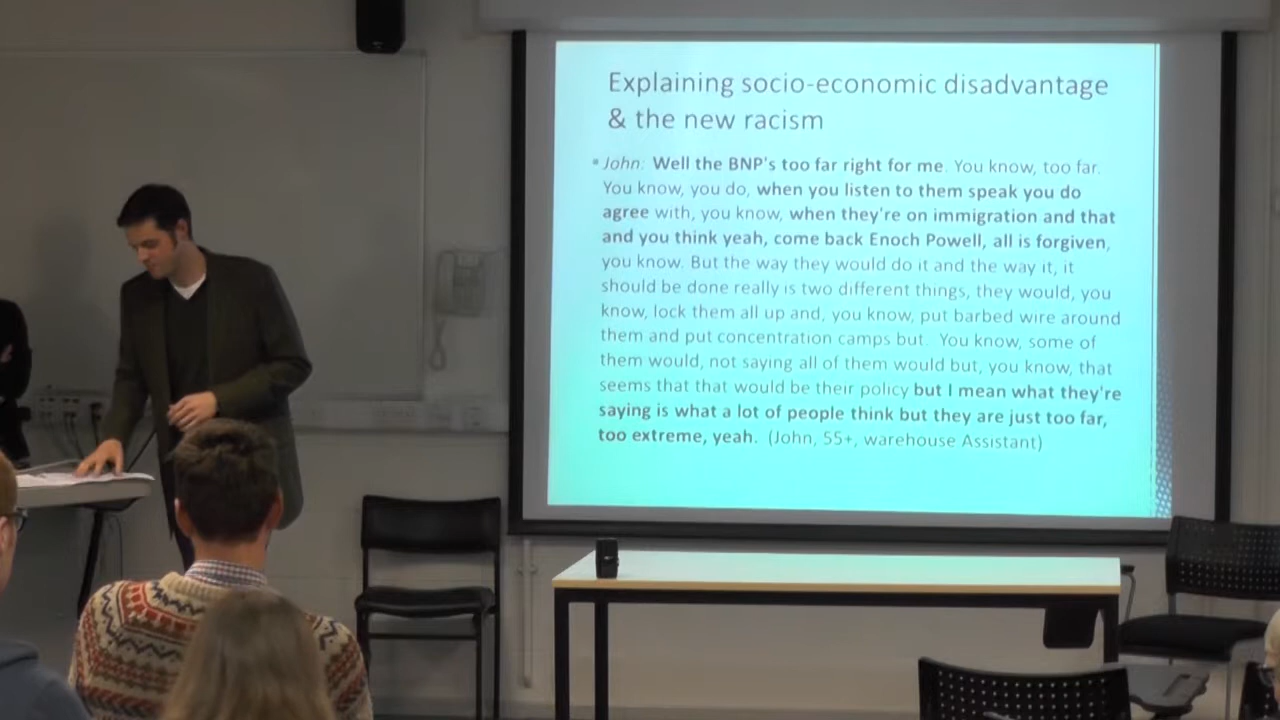 Explaining socio-economic disadvantage
& the new racism
John: Well the BNP's too far right for me. You know, too far.
You know, you do, when you listen to them speak you do
agree with, you know, when they're on immigration and that
and you think yeah, come back Enoch Powell, all is forgiven,
you know. But the way they would do it and the way it, it
should be done really is two different things, they would, you
know, lock them all up and, you know, put barbed wire around
them and put concentration camps but. You know, some of
them would, not saying all of them would but, you know, that
seems that that would be their policy but I mean what they're
saying is what a lot of people think but they are just too far,
too extreme, yeah. (John, 55+, warehouse Assistant)